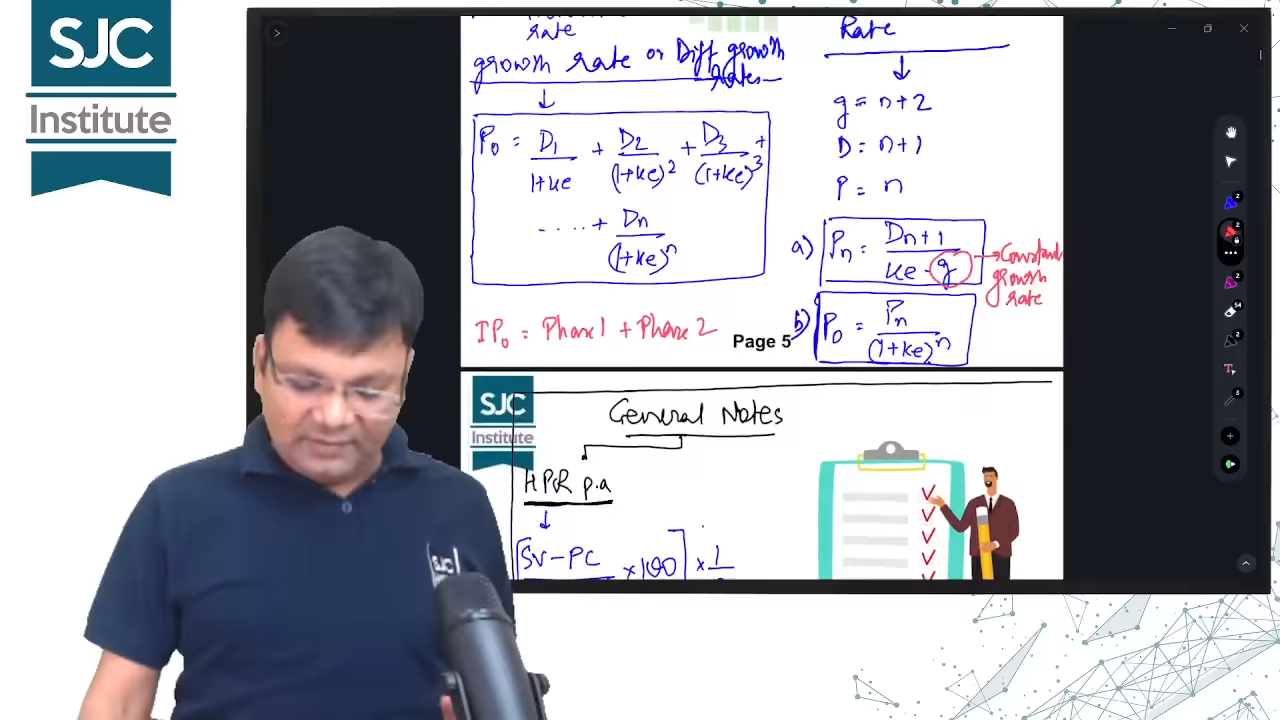 SJC
Institute
rate
growth rate or Diff growth
Rates
P₀ = D₁/(1+ke) + D₂/(1+ke)² + D₃/(1+ke)³ +
..... + Dn/(1+ke)ⁿ
IP₀ = Phase 1 + Phase 2
Rate
g = n+2
D = n+1
P = n
a) Pn = Dn+1/(ke - g)
Constant
growth
rate
b) P₀ = Pn/(1+ke)ⁿ
Page 5
SJC
Institute
General Notes
HPR p.a
[SV-PC ×100] × 1
SJC